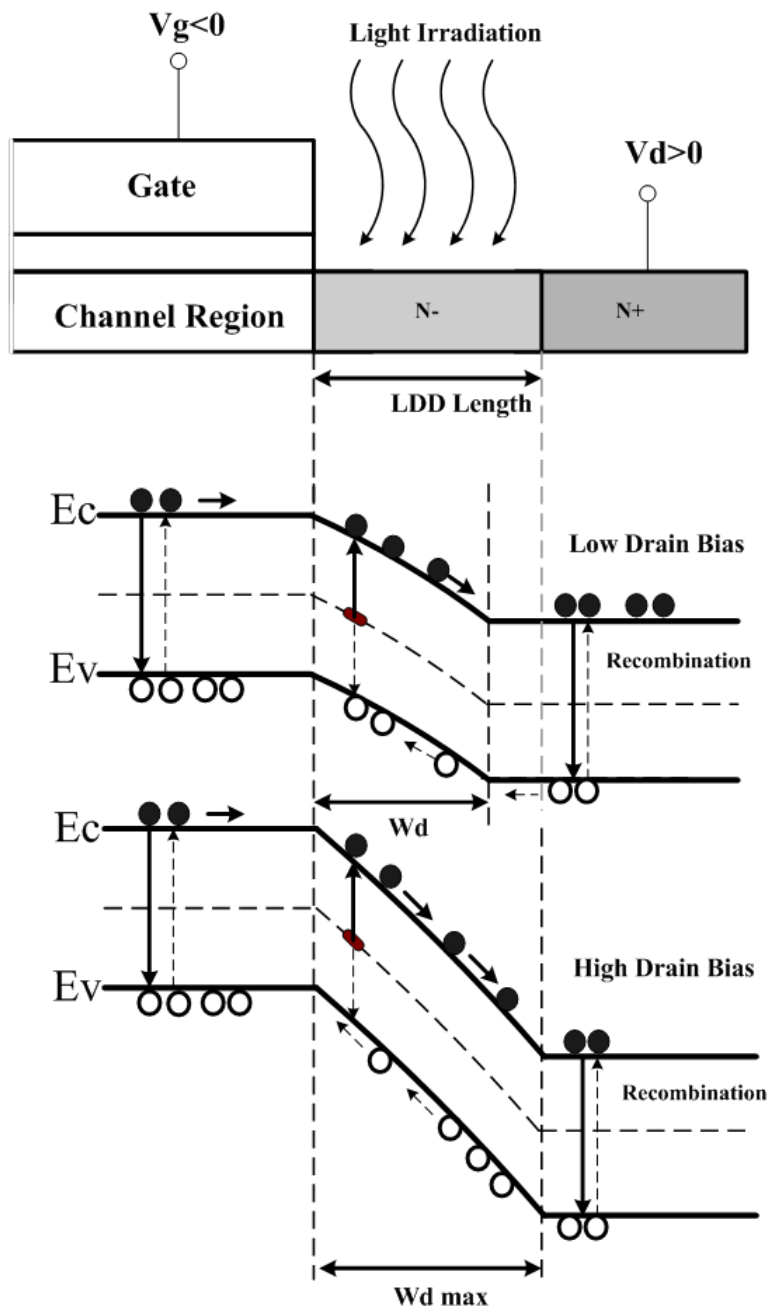 Vg<0
Light Irradiation
Vd>0
Gate
Channel Region
N-
N+
LDD Length
Ec
Low Drain Bias
Ev
Recombination
Wd
Ec
High Drain Bias
Ev
Recombination
Wd max